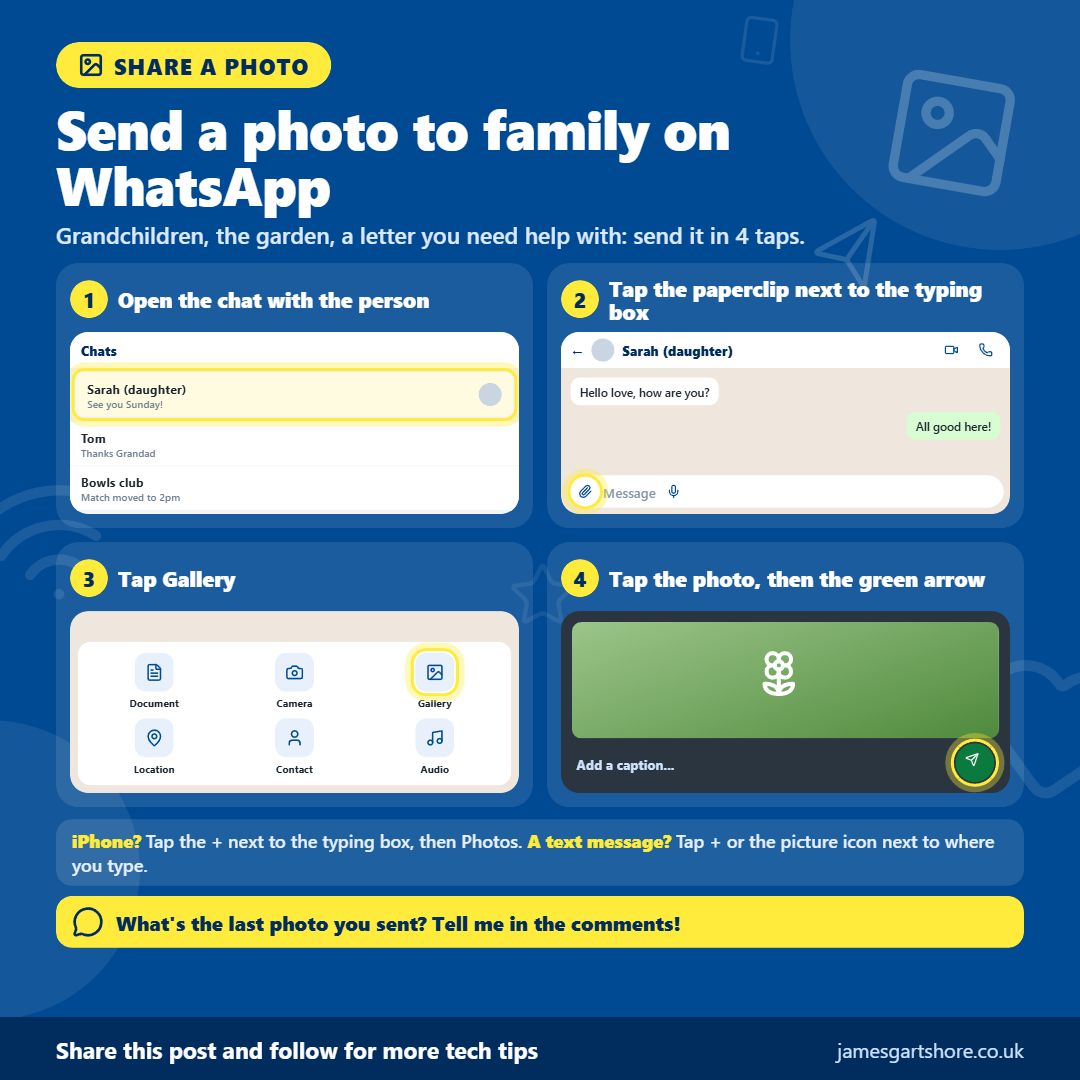 SHARE A PHOTO
Send a photo to family on
WhatsApp
Grandchildren, the garden, a letter you need help with: send it in 4 taps.
1 Open the chat with the person
Chats
Sarah (daughter)
See you Sunday!
Tom
Thanks Grandad
Bowls club
Match moved to 2pm
2 Tap the paperclip next to the typing
box
← Sarah (daughter)
Hello love, how are you?
All good here!
Message
3 Tap Gallery
Document Camera Gallery
Location Contact Audio
4 Tap the photo, then the green arrow
Add a caption...
iPhone? Tap the + next to the typing box, then Photos. A text message? Tap + or the picture icon next to where
you type.
What's the last photo you sent? Tell me in the comments!
Share this post and follow for more tech tips
jamesgartshore.co.uk